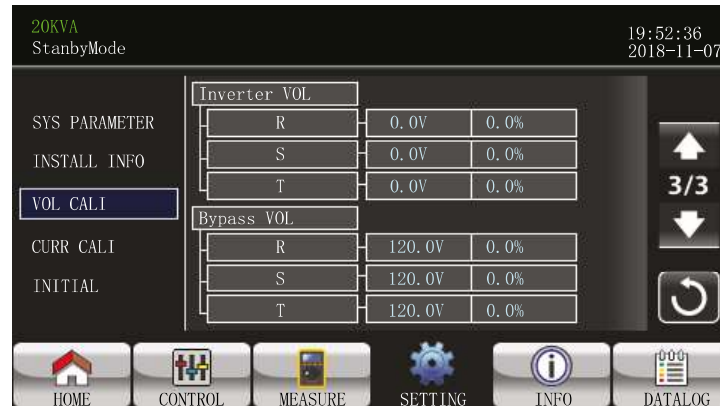 20KVA
StanbyMode
19:52:36
2018-11-07
SYS PARAMETER
INSTALL INFO
VOL CALI
CURR CALI
INITIAL
Inverter VOL
R 0.0V 0.0%
S 0.0V 0.0%
T 0.0V 0.0%
Bypass VOL
R 120.0V 0.0%
S 120.0V 0.0%
T 120.0V 0.0%
3/3
HOME CONTROL MEASURE SETTING INFO DATALOG